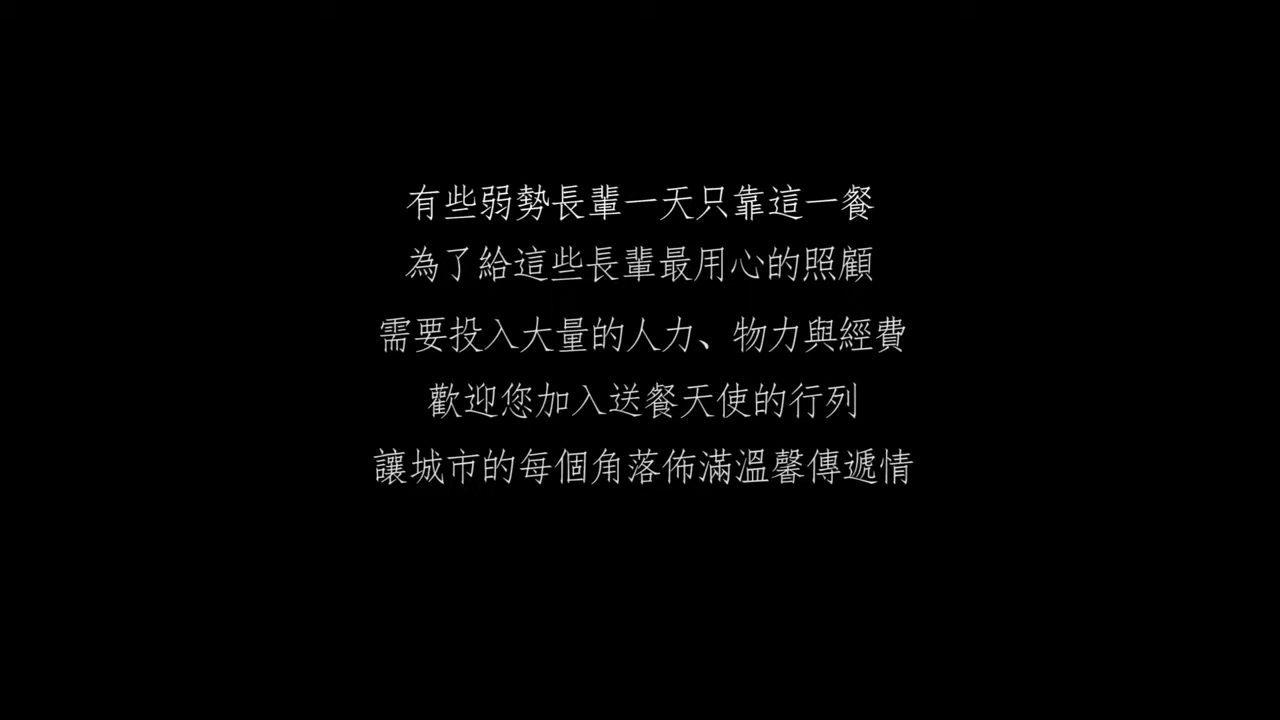 有些弱勢長輩一天只靠這一餐
為了給這些長輩最用心的照顧
需要投入大量的人力、物力與經費
歡迎您加入送餐天使的行列
讓城市的每個角落佈滿溫馨傳遞情